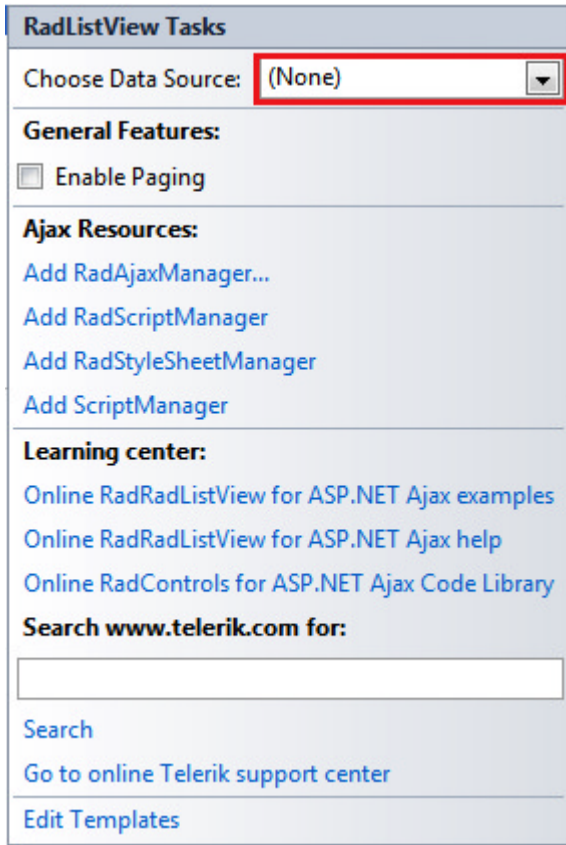 RadListView Tasks
Choose Data Source: (None)
General Features:
Enable Paging
Ajax Resources:
Add RadAjaxManager...
Add RadScriptManager
Add RadStyleSheetManager
Add ScriptManager
Learning center:
Online RadRadListView for ASP.NET Ajax examples
Online RadRadListView for ASP.NET Ajax help
Online RadControls for ASP.NET Ajax Code Library
Search www.telerik.com for:
Search
Go to online Telerik support center
Edit Templates